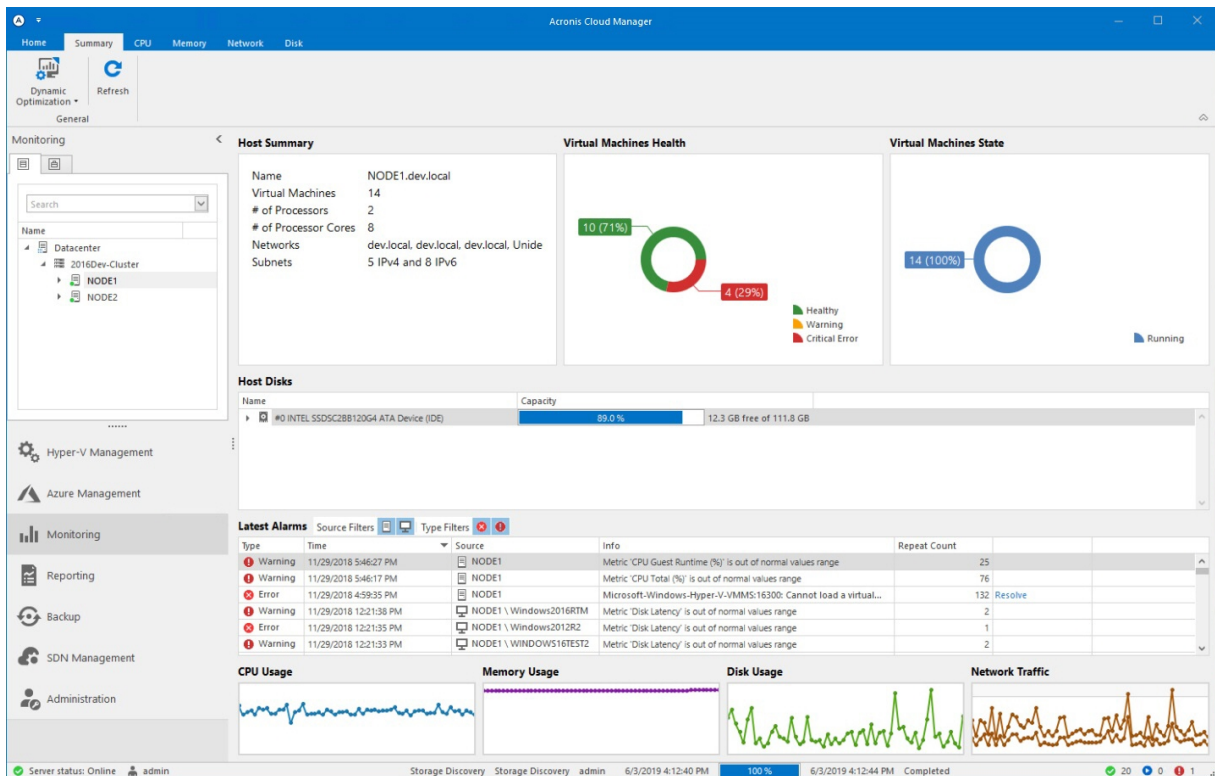 Acronis Cloud Manager
Home Summary CPU Memory Network Disk
Dynamic Optimization
Refresh
General
Monitoring
Search
Name
Datacenter
2016Dev-Cluster
NODE1
NODE2
Hyper-V Management
Azure Management
Monitoring
Reporting
Backup
SDN Management
Administration
Host Summary
Name NODE1.dev.local
Virtual Machines 14
# of Processors 2
# of Processor Cores 8
Networks dev.local, dev.local, dev.local, Unide
Subnets 5 IPv4 and 8 IPv6
Virtual Machines Health
10 (71%)
4 (29%)
Healthy
Warning
Critical Error
Virtual Machines State
14 (100%)
Running
Host Disks
Name Capacity
#0 INTEL SSDSC2BB120G4 ATA Device (IDE) 89.0 % 12.3 GB free of 111.8 GB
Latest Alarms Source Filters Type Filters
Type Time Source Info Repeat Count
Warning 11/29/2018 5:46:27 PM NODE1 Metric 'CPU Guest Runtime (%)' is out of normal values range 25
Warning 11/29/2018 5:46:17 PM NODE1 Metric 'CPU Total (%)' is out of normal values range 76
Error 11/29/2018 4:59:35 PM NODE1 Microsoft-Windows-Hyper-V-VMMS:16300: Cannot load a virtual... 132 Resolve
Warning 11/29/2018 12:21:38 PM NODE1 \ Windows2016RTM Metric 'Disk Latency' is out of normal values range 2
Error 11/29/2018 12:21:35 PM NODE1 \ Windows2012R2 Metric 'Disk Latency' is out of normal values range 1
Warning 11/29/2018 12:21:33 PM NODE1 \ WINDOWS16TEST2 Metric 'Disk Latency' is out of normal values range 2
CPU Usage
Memory Usage
Disk Usage
Network Traffic
Server status: Online admin Storage Discovery Storage Discovery admin 6/3/2019 4:12:40 PM 100 % 6/3/2019 4:12:44 PM Completed 20 0 1